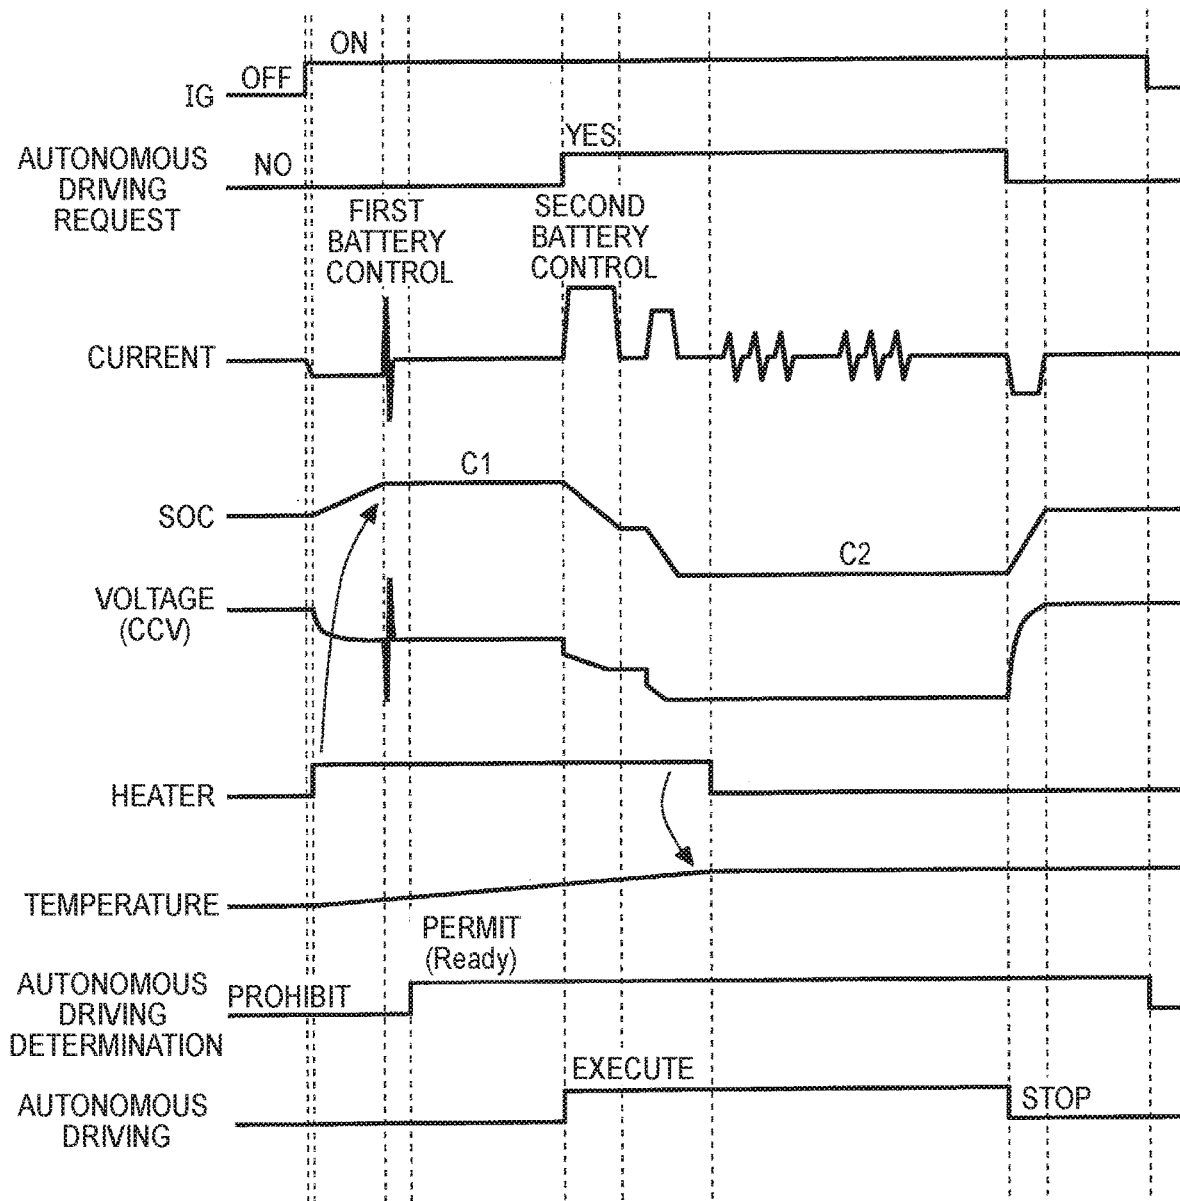 ON
OFF
IG
YES
AUTONOMOUS
DRIVING
REQUEST
NO
FIRST
BATTERY
CONTROL
SECOND
BATTERY
CONTROL
CURRENT
C1
SOC
C2
VOLTAGE
(CCV)
HEATER
TEMPERATURE
PERMIT
(Ready)
AUTONOMOUS
DRIVING
DETERMINATION
PROHIBIT
EXECUTE
AUTONOMOUS
DRIVING
STOP